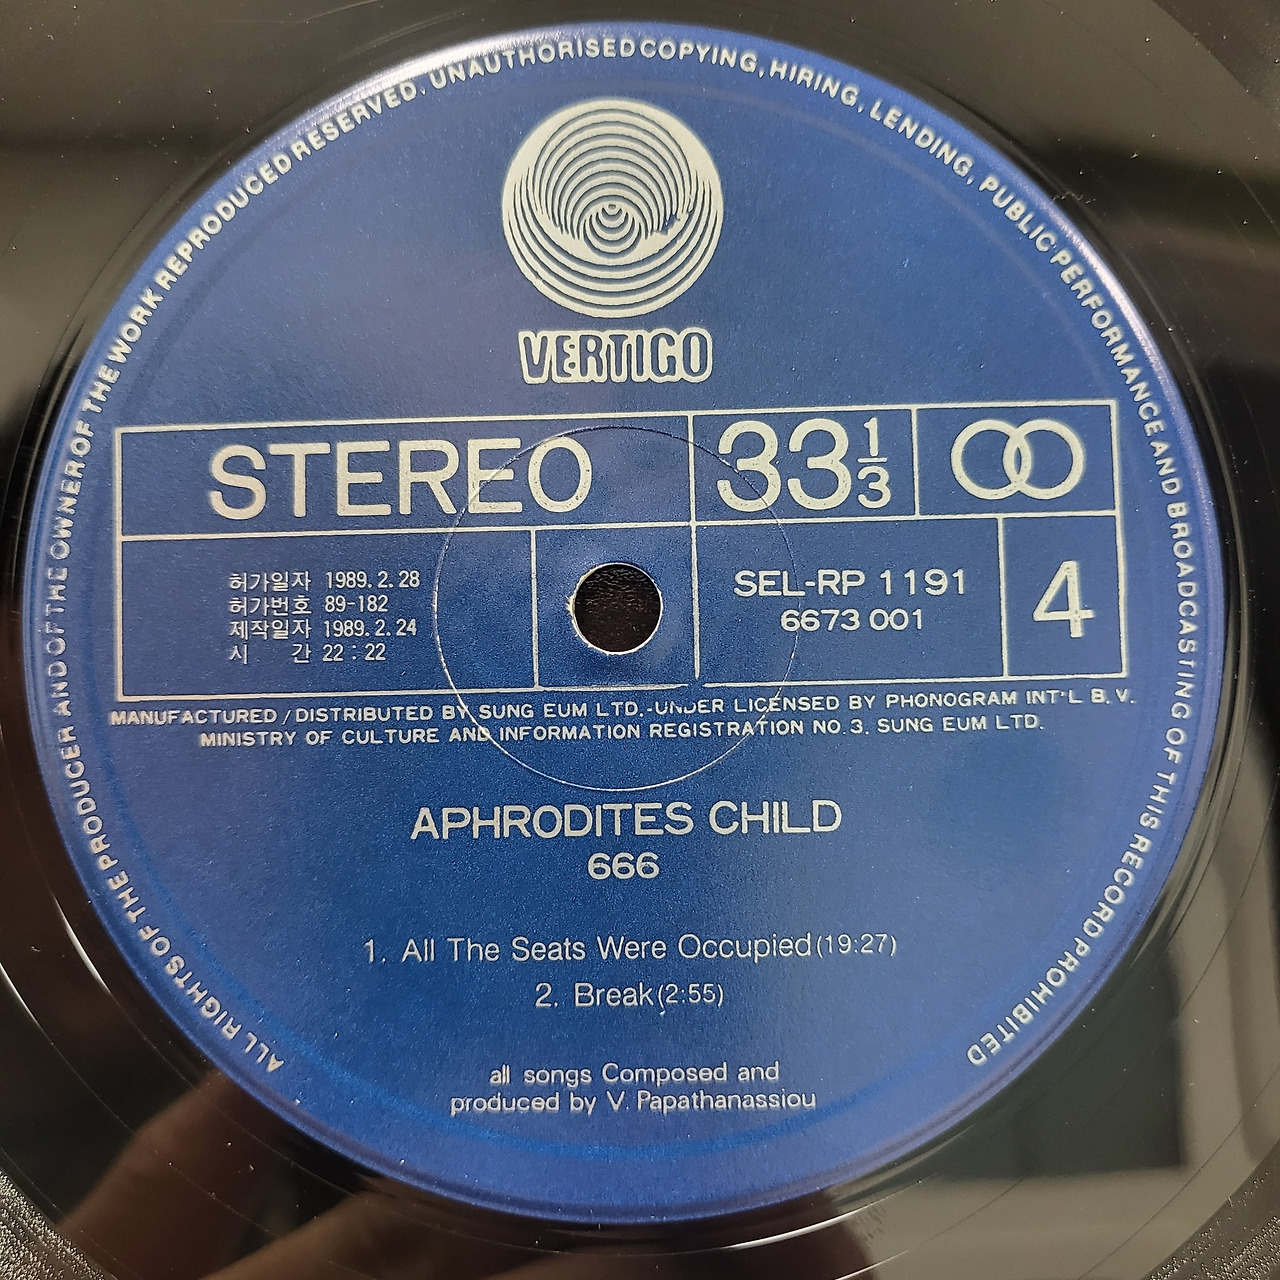 ALL RIGHTS OF THE PRODUCER AND OF THE OWNER OF THE WORK REPRODUCED RESERVED. UNAUTHORISED COPYING, HIRING, LENDING, PUBLIC PERFORMANCE AND BROADCASTING OF THIS RECORD PROHIBITED
VERTIGO
STEREO 33 1/3
허가일자 1989. 2. 28
허가번호 89-182
제작일자 1989. 2. 24
시 간 22 : 22
SEL-RP 1191
6673 001
4
MANUFACTURED / DISTRIBUTED BY SUNG EUM LTD.-UNDER LICENSED BY PHONOGRAM INT'L B. V.
MINISTRY OF CULTURE AND INFORMATION REGISTRATION NO. 3. SUNG EUM LTD.
APHRODITES CHILD
666
1. All The Seats Were Occupied (19:27)
2. Break (2:55)
all songs Composed and
produced by V. Papathanassiou